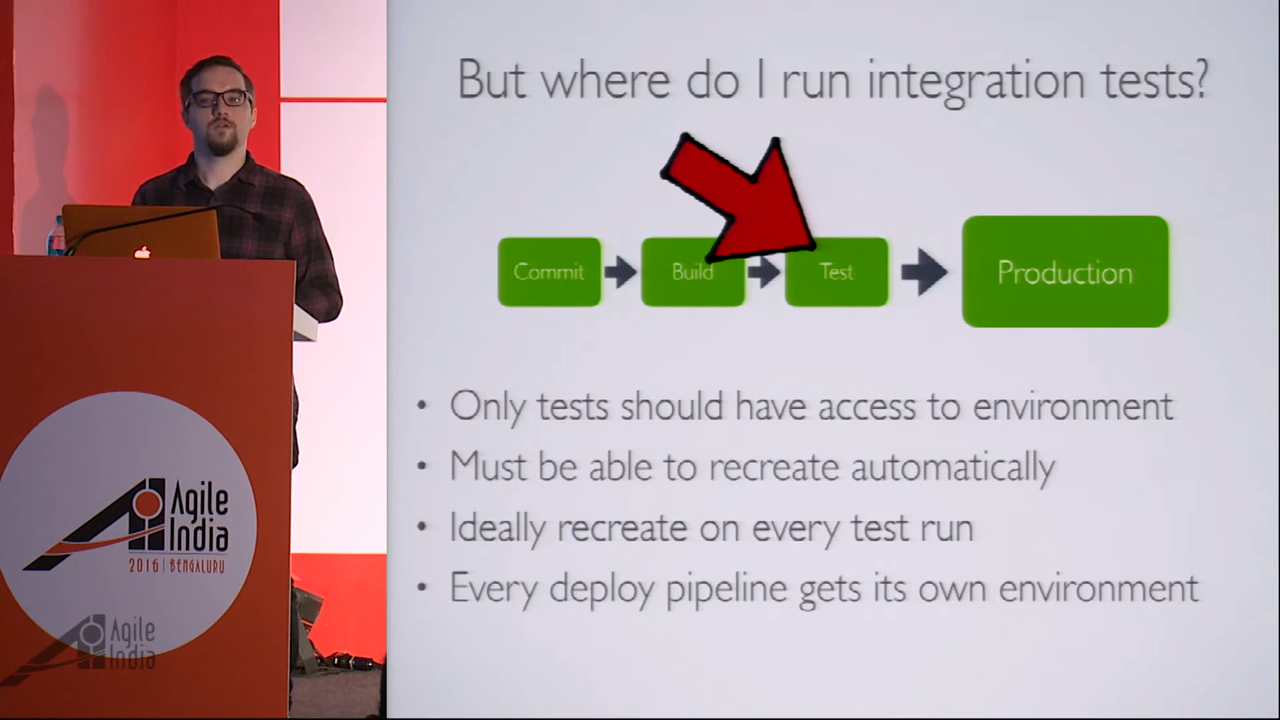 But where do I run integration tests?
Commit
Build
Test
Production
• Only tests should have access to environment
• Must be able to recreate automatically
• Ideally recreate on every test run
• Every deploy pipeline gets its own environment
Agile
India
2016 | BENGALURU
Agile
India